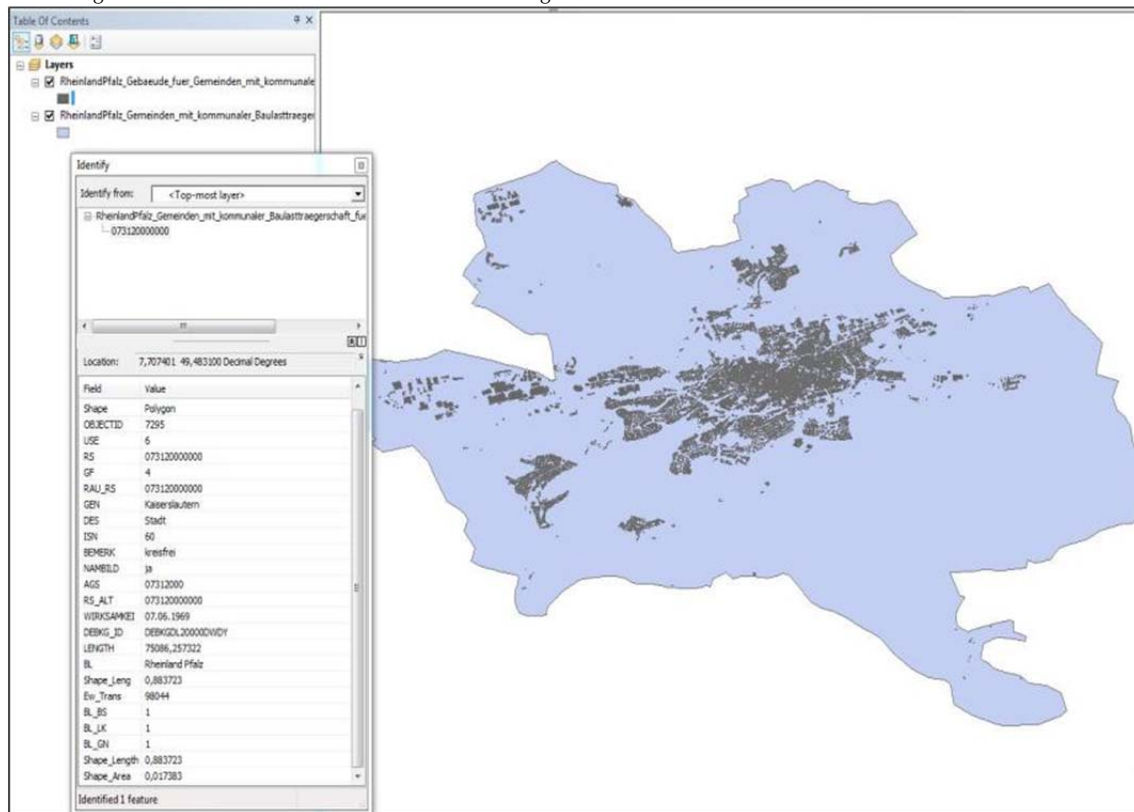 Table Of Contents
Layers
RheinlandPfalz_Gebaeude_fuer_Gemeinden_mit_kommunale
RheinlandPfalz_Gemeinden_mit_kommunaler_Baulasttraeger
Identify
Identify from: <Top-most layer>
RheinlandPfalz_Gemeinden_mit_kommunaler_Baulasttraegerschaft_fue
073120000000
Location: 7,707401 49,483100 Decimal Degrees
Field Value
Shape Polygon
OBJECTID 7295
USE 6
RS 073120000000
GF 4
RAU_RS 073120000000
GEN Kaiserslautern
DES Stadt
ISN 60
BEMERK kreisfrei
NAMBILD ja
AGS 07312000
RS_ALT 073120000000
WIRKSAMKEI 07.06.1969
DEBKG_ID DEBKGDL20000DWDY
LENGTH 75086,257322
BL Rheinland Pfalz
Shape_Leng 0,883723
Ew_Trans 98044
BL_BS 1
BL_LK 1
BL_GN 1
Shape_Length 0,883723
Shape_Area 0,017383
Identified 1 feature